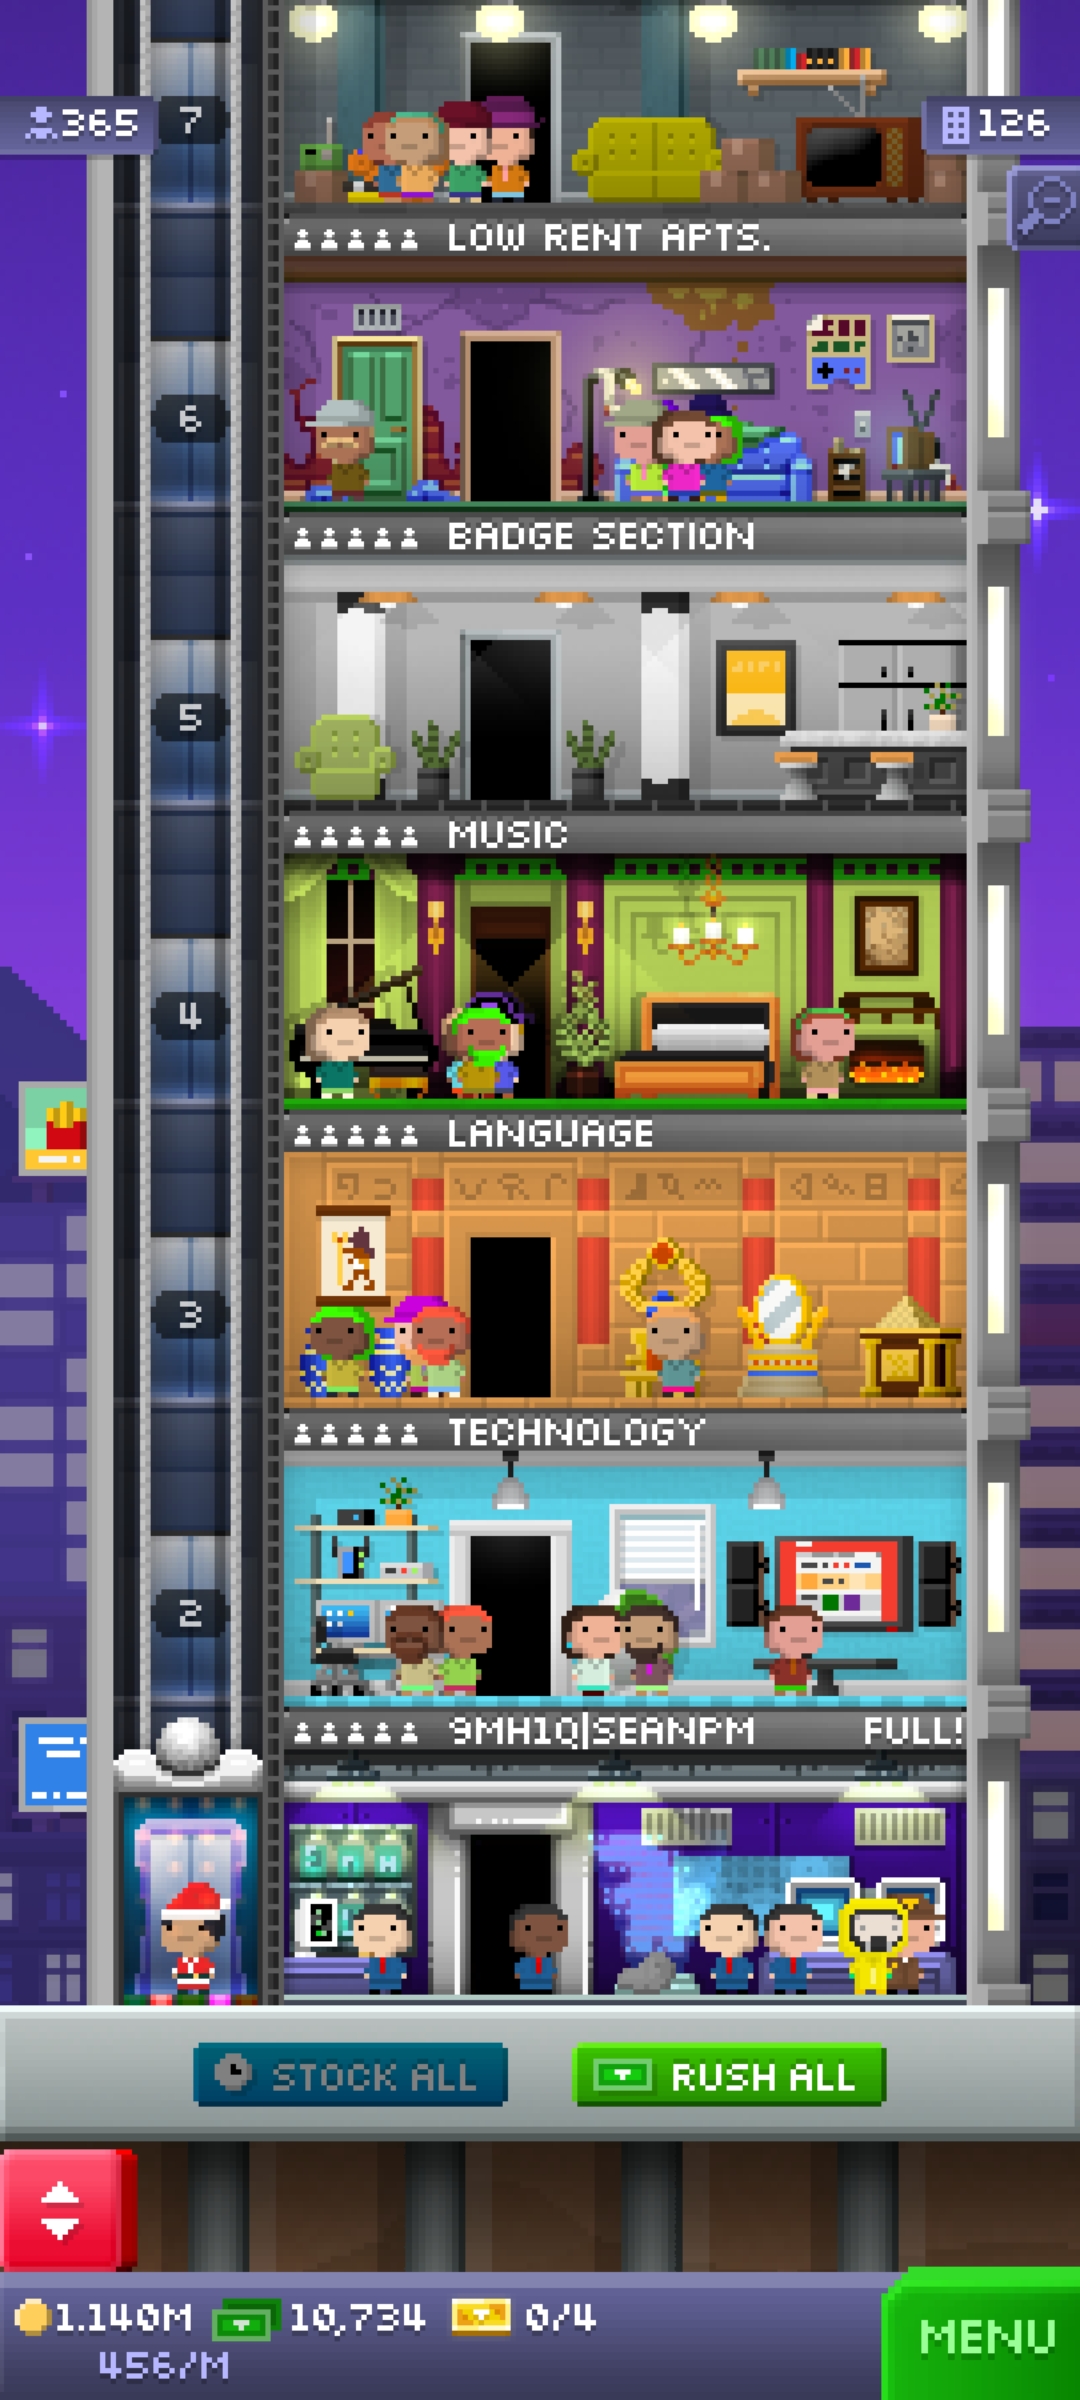 365
7
126
LOW RENT APTS.
6
BADGE SECTION
5
MUSIC
4
LANGUAGE
3
TECHNOLOGY
2
9MH1Q|SEANPM FULL!
STOCK ALL
RUSH ALL
1.140M 10,734 0/4
456/M
MENU